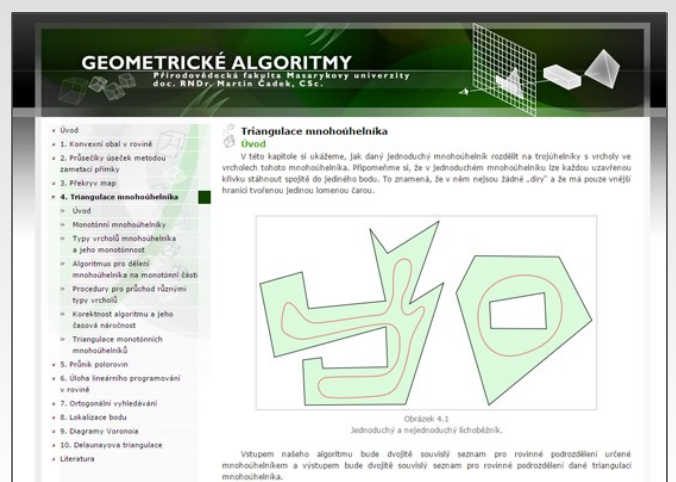 GEOMETRICKÉ ALGORITMY
Přírodovědecká fakulta Masarykovy univerzity
doc. RNDr. Martin Čadek, CSc.
Úvod
1. Konvexní obal v rovině
2. Průsečíky úseček metodou
zametací přímky
3. Překryv map
4. Triangulace mnohoúhelníka
Úvod
Monotónní mnohoúhelníky
Typy vrcholů mnohoúhelníka
a jeho monotónnost
Algoritmus pro dělení
mnohoúhelníka na monotónní části
Procedury pro průchod různými
typy vrcholů
Korektnost algoritmu a jeho
časová náročnost
Triangulace monotónních
mnohoúhelníků
5. Průnik polorovin
6. Úloha lineárního programování
v rovině
7. Ortogonální vyhledávání
8. Lokalizace bodu
9. Diagramy Voronoia
10. Delaunayova triangulace
Literatura
Triangulace mnohoúhelníka
Úvod
V této kapitole si ukážeme, jak daný jednoduchý mnohoúhelník rozdělit na trojúhelníky s vrcholy ve
vrcholech tohoto mnohoúhelníka. Připomeňme si, že v jednoduchém mnohoúhelníku lze každou uzavřenou
křivku stáhnout spojitě do jediného bodu. To znamená, že v něm nejsou žádné „díry" a že má pouze vnější
hranici tvořenou jedinou lomenou čarou.
Obrázek 4.1
Jednoduchý a nejednoduchý lichoběžník.
Vstupem našeho algoritmu bude dvojitě souvislý seznam pro rovinné podrozdělení určené
mnohoúhelníkem a výstupem bude dvojitě souvislý seznam pro rovinné podrozdělení dané triangulací
mnohoúhelníka.